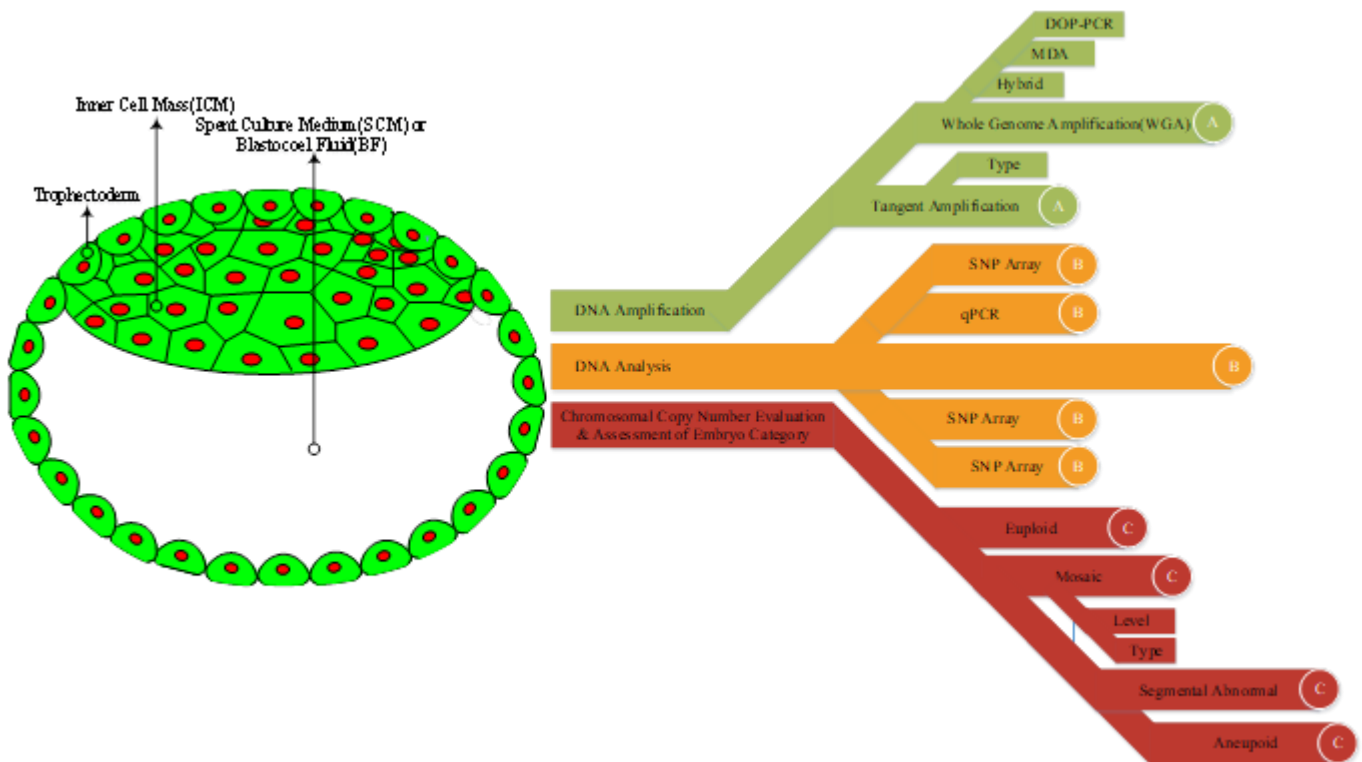 Inner Cell Mass(ICM)
Spent Culture Medium(SCM) or
Blastocoel Fluid(BF)
Trophectoderm
DOP-PCR
MDA
Hybrid
Whole Genome Amplification(WGA) A
Type
Tangent Amplification A
DNA Amplification
SNP Array B
qPCR B
DNA Analysis B
SNP Array B
SNP Array B
Chromosomal Copy Number Evaluation
& Assessment of Embryo Category
Euploid C
Mosaic C
Level
Type
Segmental Abnormal C
Aneupoid C